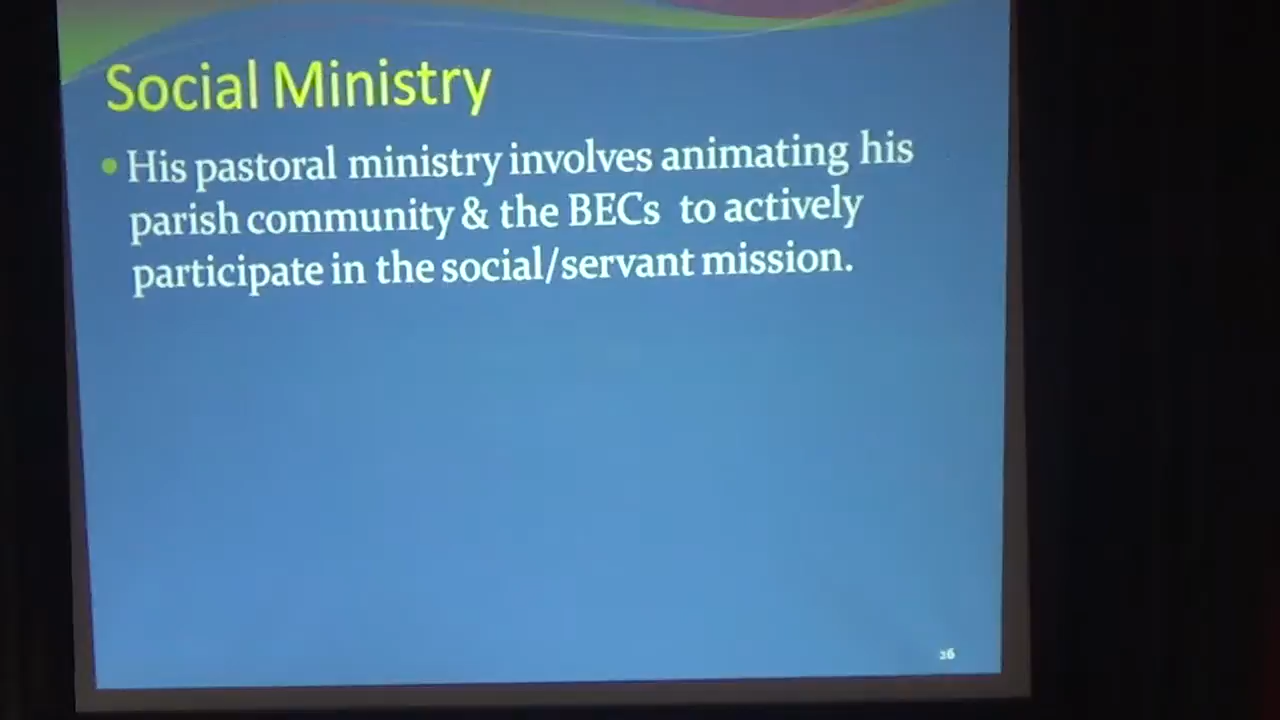 Social Ministry
• His pastoral ministry involves animating his
parish community & the BECs to actively
participate in the social/servant mission.
26